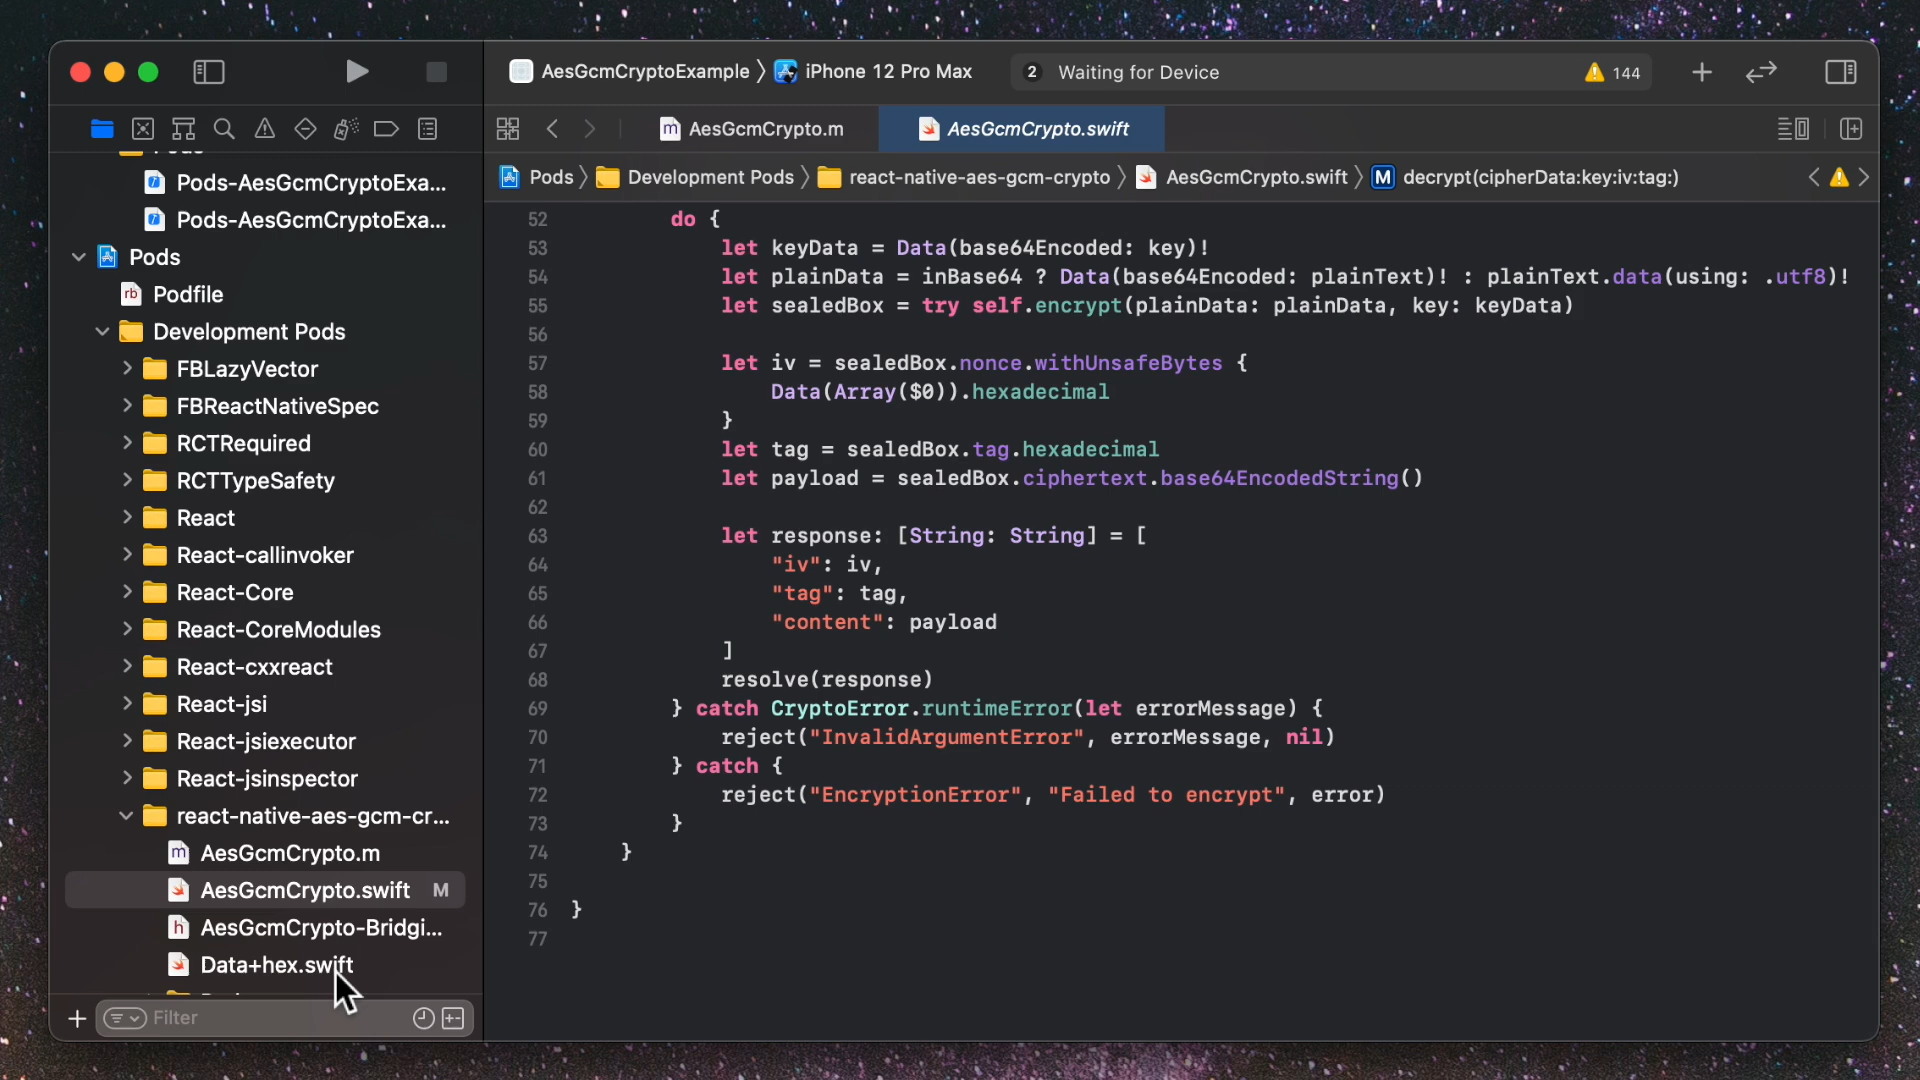 AesGcmCryptoExample 〉 iPhone 12 Pro Max
2 Waiting for Device
144
AesGcmCrypto.m
AesGcmCrypto.swift
Pods 〉 Development Pods 〉 react-native-aes-gcm-crypto 〉 AesGcmCrypto.swift 〉 M decrypt(cipherData:key:iv:tag:)
Pods-AesGcmCryptoExa...
Pods-AesGcmCryptoExa...
Pods
rb Podfile
Development Pods
FBLazyVector
FBReactNativeSpec
RCTRequired
RCTTypeSafety
React
React-callinvoker
React-Core
React-CoreModules
React-cxxreact
React-jsi
React-jsiexecutor
React-jsinspector
react-native-aes-gcm-cr...
m AesGcmCrypto.m
AesGcmCrypto.swift M
h AesGcmCrypto-Bridgi...
Data+hex.swift
Filter
52 do {
53 let keyData = Data(base64Encoded: key)!
54 let plainData = inBase64 ? Data(base64Encoded: plainText)! : plainText.data(using: .utf8)!
55 let sealedBox = try self.encrypt(plainData: plainData, key: keyData)
56
57 let iv = sealedBox.nonce.withUnsafeBytes {
58 Data(Array($0)).hexadecimal
59 }
60 let tag = sealedBox.tag.hexadecimal
61 let payload = sealedBox.ciphertext.base64EncodedString()
62
63 let response: [String: String] = [
64 "iv": iv,
65 "tag": tag,
66 "content": payload
67 ]
68 resolve(response)
69 } catch CryptoError.runtimeError(let errorMessage) {
70 reject("InvalidArgumentError", errorMessage, nil)
71 } catch {
72 reject("EncryptionError", "Failed to encrypt", error)
73 }
74 }
75
76 }
77